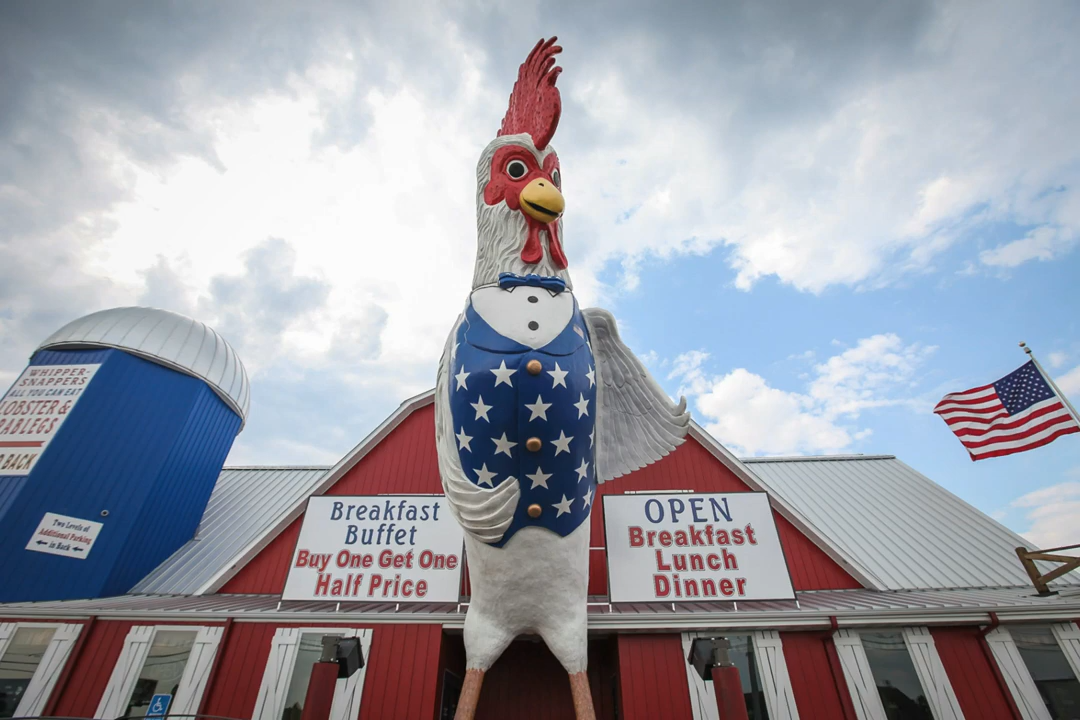 WHIPPER-
SNAPPERS
ALL YOU CAN EAT
LOBSTER &
BACK
Two Levels of
Additional Parking
in Back
Breakfast
Buffet
Buy One Get One
Half Price
OPEN
Breakfast
Lunch
Dinner